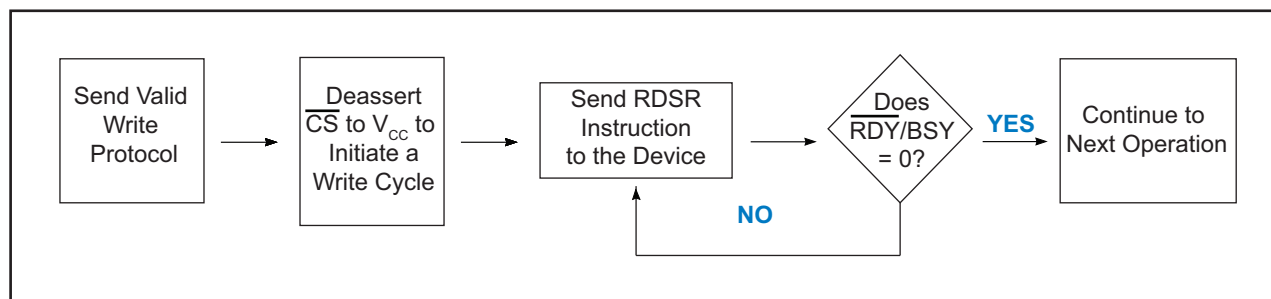 Send Valid
Write
Protocol
Deassert
CS to VCC to
Initiate a
Write Cycle
Send RDSR
Instruction
to the Device
Does
RDY/BSY
= 0?
YES
NO
Continue to
Next Operation